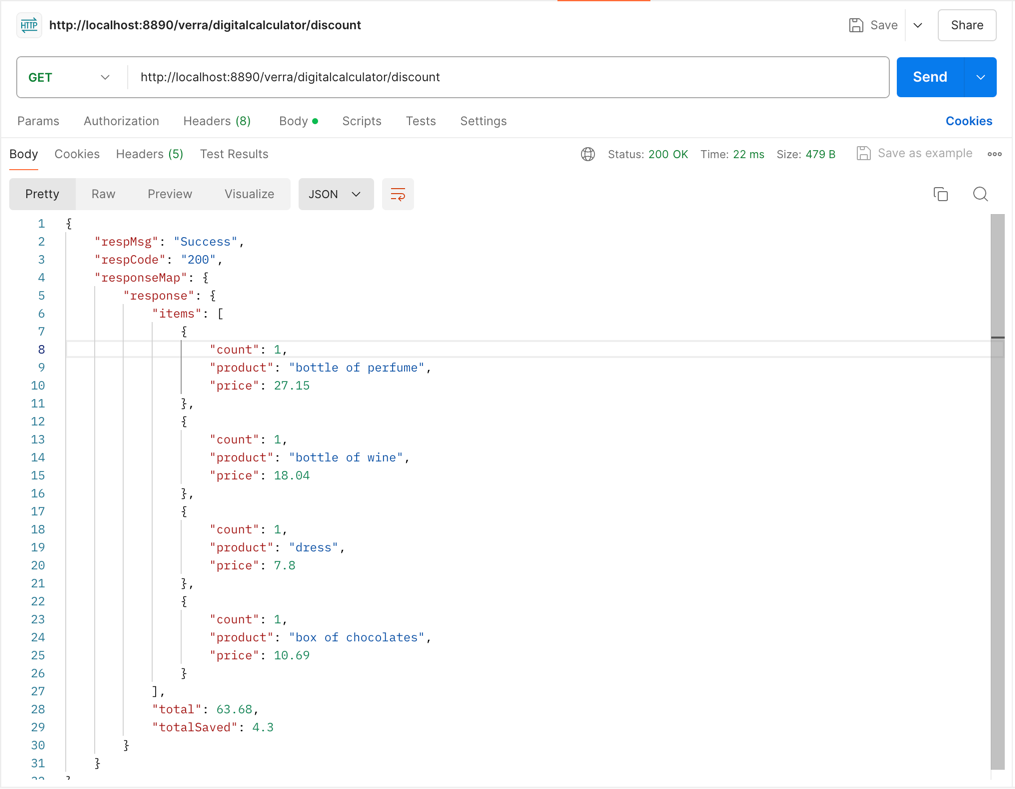 HTTP http://localhost:8890/verra/digitalcalculator/discount Save Share
GET http://localhost:8890/verra/digitalcalculator/discount Send
Params Authorization Headers (8) Body Scripts Tests Settings Cookies
Body Cookies Headers (5) Test Results Status: 200 OK Time: 22 ms Size: 479 B Save as example
Pretty Raw Preview Visualize JSON
1 {
2 "respMsg": "Success",
3 "respCode": "200",
4 "responseMap": {
5 "response": {
6 "items": [
7 {
8 "count": 1,
9 "product": "bottle of perfume",
10 "price": 27.15
11 },
12 {
13 "count": 1,
14 "product": "bottle of wine",
15 "price": 18.04
16 },
17 {
18 "count": 1,
19 "product": "dress",
20 "price": 7.8
21 },
22 {
23 "count": 1,
24 "product": "box of chocolates",
25 "price": 10.69
26 }
27 ],
28 "total": 63.68,
29 "totalSaved": 4.3
30 }
31 }